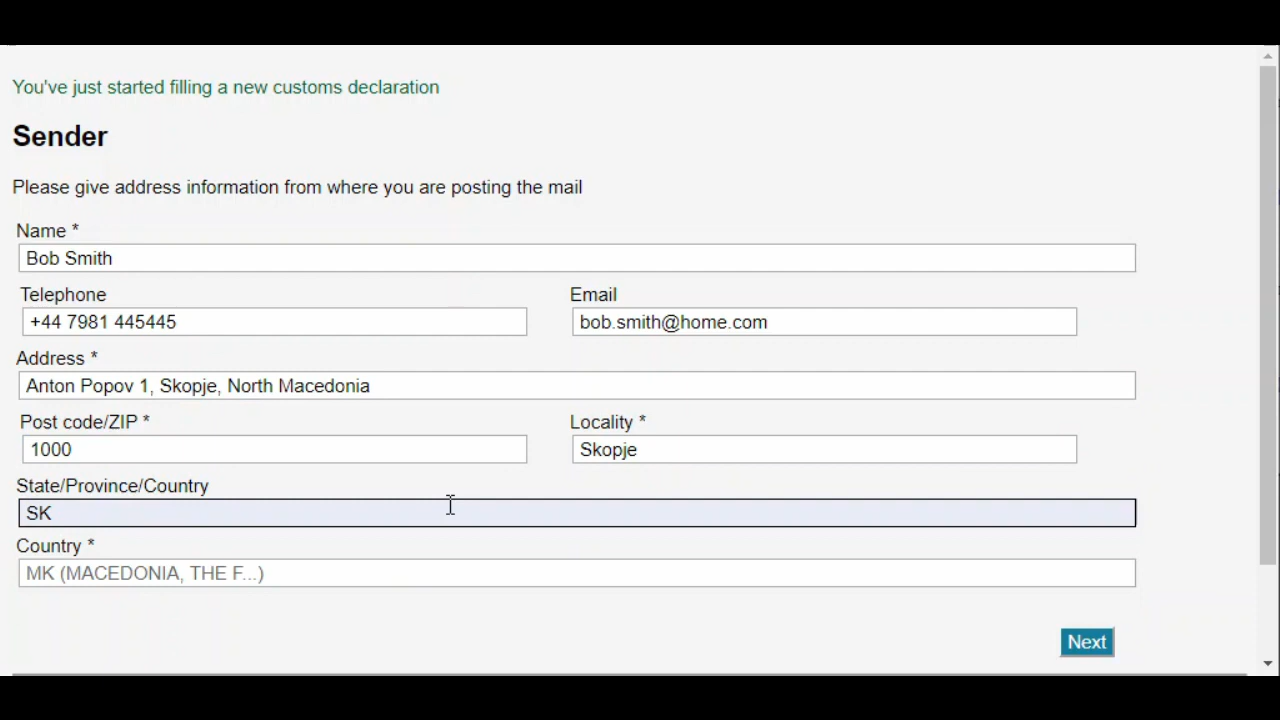 You've just started filling a new customs declaration
Sender
Please give address information from where you are posting the mail
Name *
Bob Smith
Telephone
Email
+44 7981 445445
bob.smith@home.com
Address *
Anton Popov 1, Skopje, North Macedonia
Post code/ZIP *
Locality *
1000
Skopje
State/Province/Country
SK
Country *
MK (MACEDONIA, THE F...)
Next